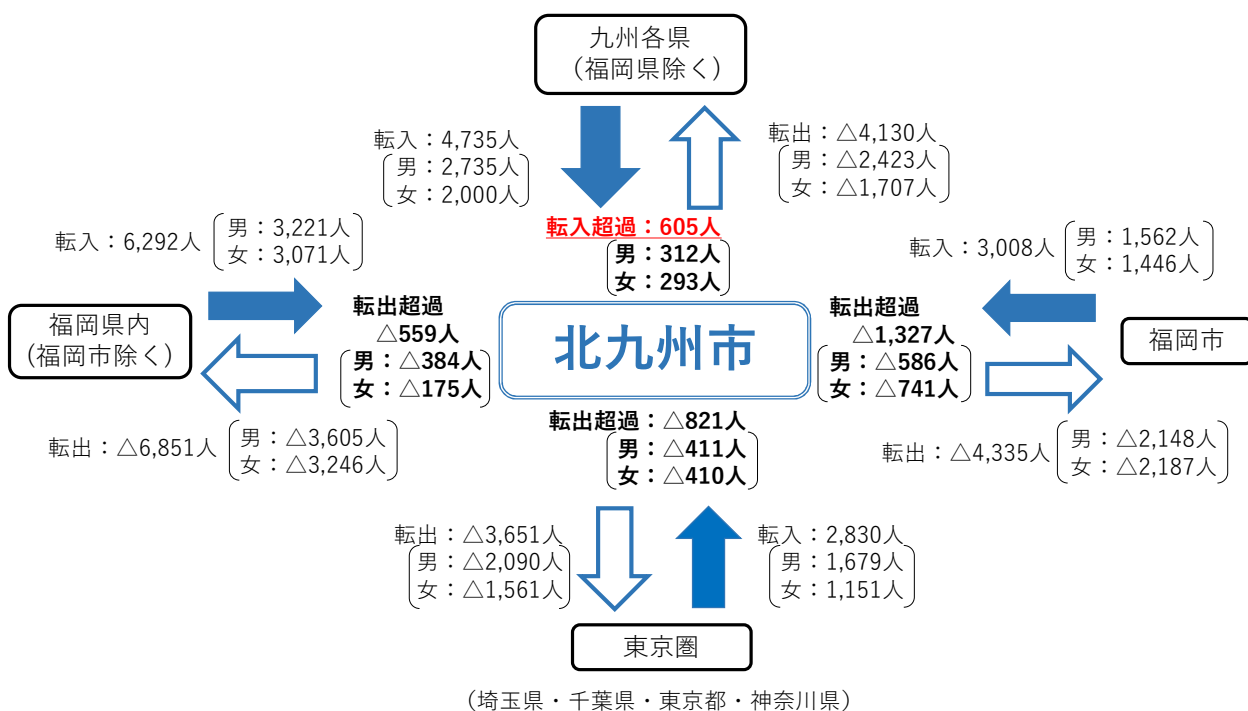 九州各県
（福岡県除く）
転入：4,735人
男：2,735人
女：2,000人
転出：△4,130人
男：△2,423人
女：△1,707人
転入超過：605人
男：312人
女：293人
転入：6,292人
男：3,221人
女：3,071人
転入：3,008人
男：1,562人
女：1,446人
福岡県内
（福岡市除く）
転出超過
△559人
男：△384人
女：△175人
北九州市
転出超過
△1,327人
男：△586人
女：△741人
福岡市
転出：△6,851人
男：△3,605人
女：△3,246人
転出超過：△821人
男：△411人
女：△410人
転出：△4,335人
男：△2,148人
女：△2,187人
転出：△3,651人
男：△2,090人
女：△1,561人
転入：2,830人
男：1,679人
女：1,151人
東京圏
（埼玉県・千葉県・東京都・神奈川県）